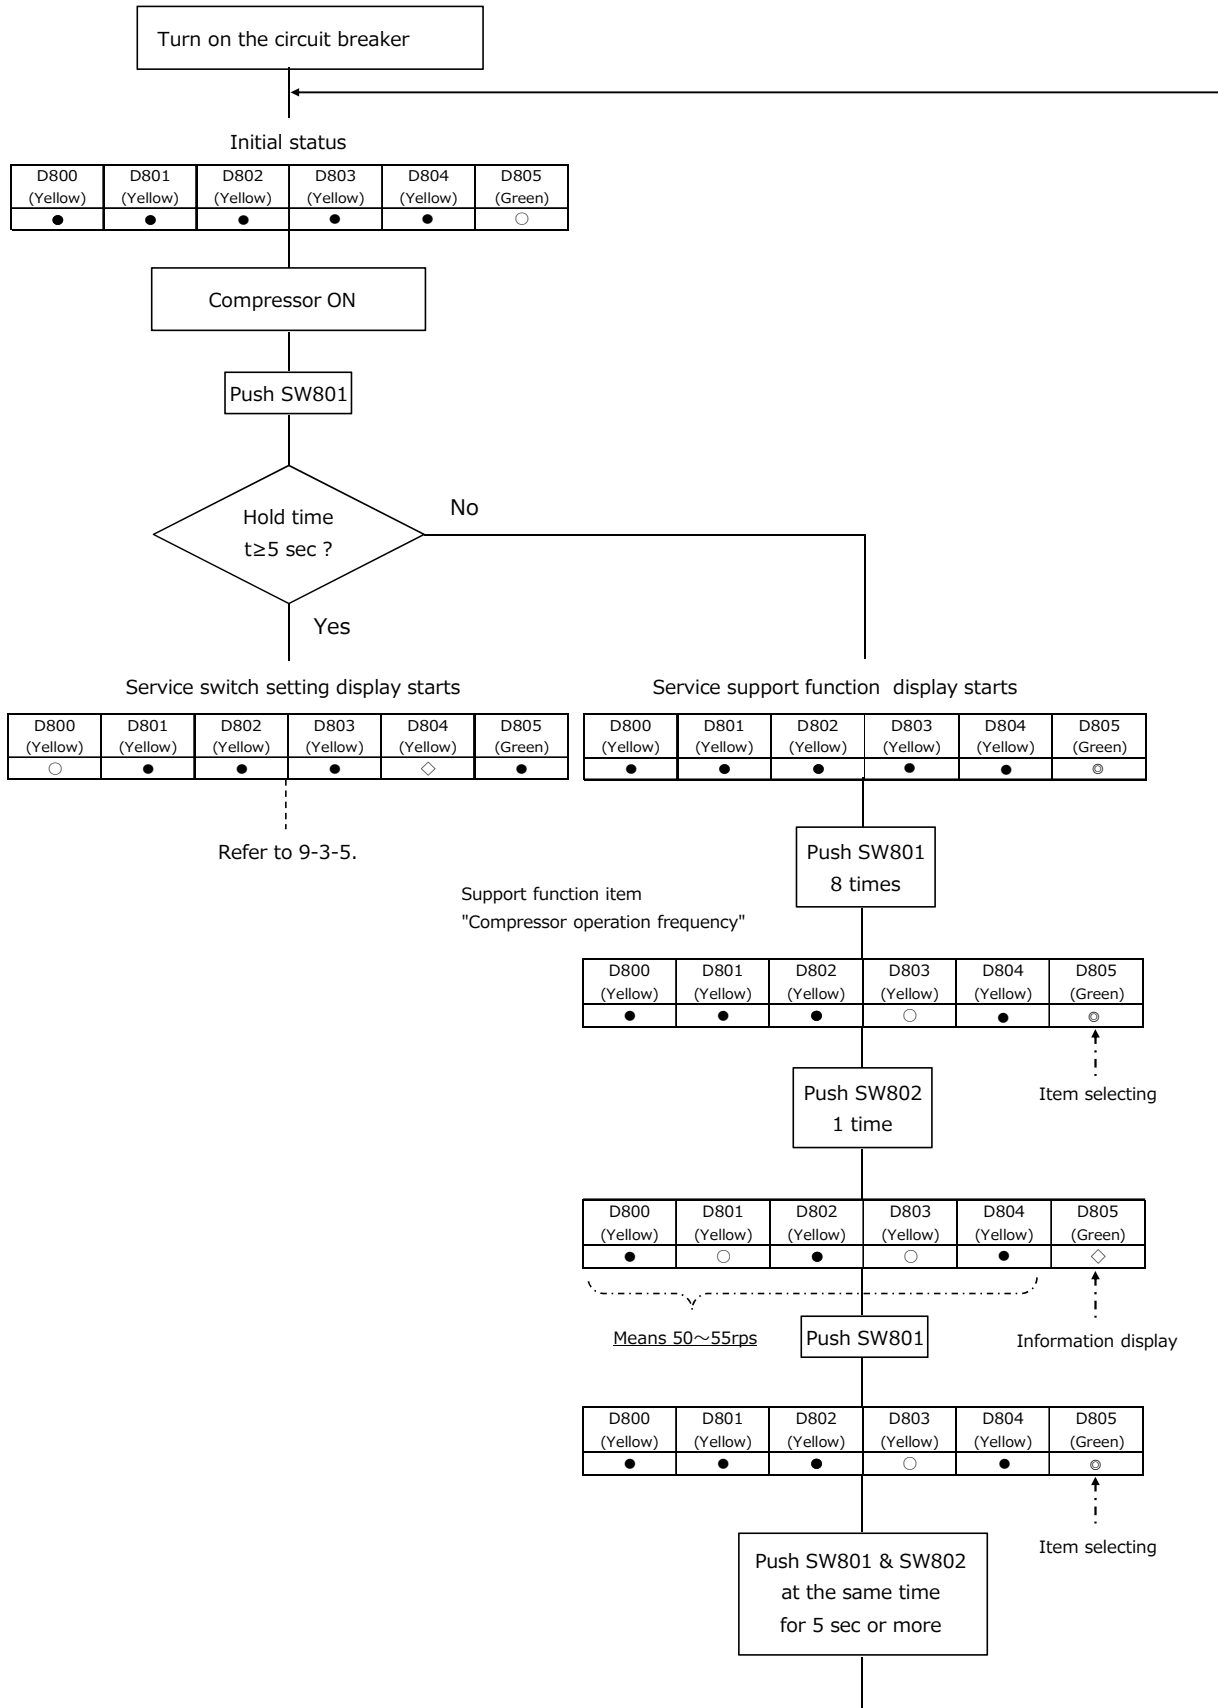 Turn on the circuit breaker
Initial status
D800 D801 D802 D803 D804 D805
(Yellow) (Yellow) (Yellow) (Yellow) (Yellow) (Green)
● ● ● ● ● ○
Compressor ON
Push SW801
Hold time
t≥5 sec ?
No
Yes
Service switch setting display starts
D800 D801 D802 D803 D804 D805
(Yellow) (Yellow) (Yellow) (Yellow) (Yellow) (Green)
○ ● ● ● ◇ ●
Refer to 9-3-5.
Service support function display starts
D800 D801 D802 D803 D804 D805
(Yellow) (Yellow) (Yellow) (Yellow) (Yellow) (Green)
● ● ● ● ● ◎
Push SW801
8 times
Support function item
"Compressor operation frequency"
D800 D801 D802 D803 D804 D805
(Yellow) (Yellow) (Yellow) (Yellow) (Yellow) (Green)
● ● ● ○ ● ◎
Item selecting
Push SW802
1 time
D800 D801 D802 D803 D804 D805
(Yellow) (Yellow) (Yellow) (Yellow) (Yellow) (Green)
● ○ ● ○ ● ◇
Means 50～55rps
Push SW801
Information display
D800 D801 D802 D803 D804 D805
(Yellow) (Yellow) (Yellow) (Yellow) (Yellow) (Green)
● ● ● ○ ● ◎
Item selecting
Push SW801 & SW802
at the same time
for 5 sec or more